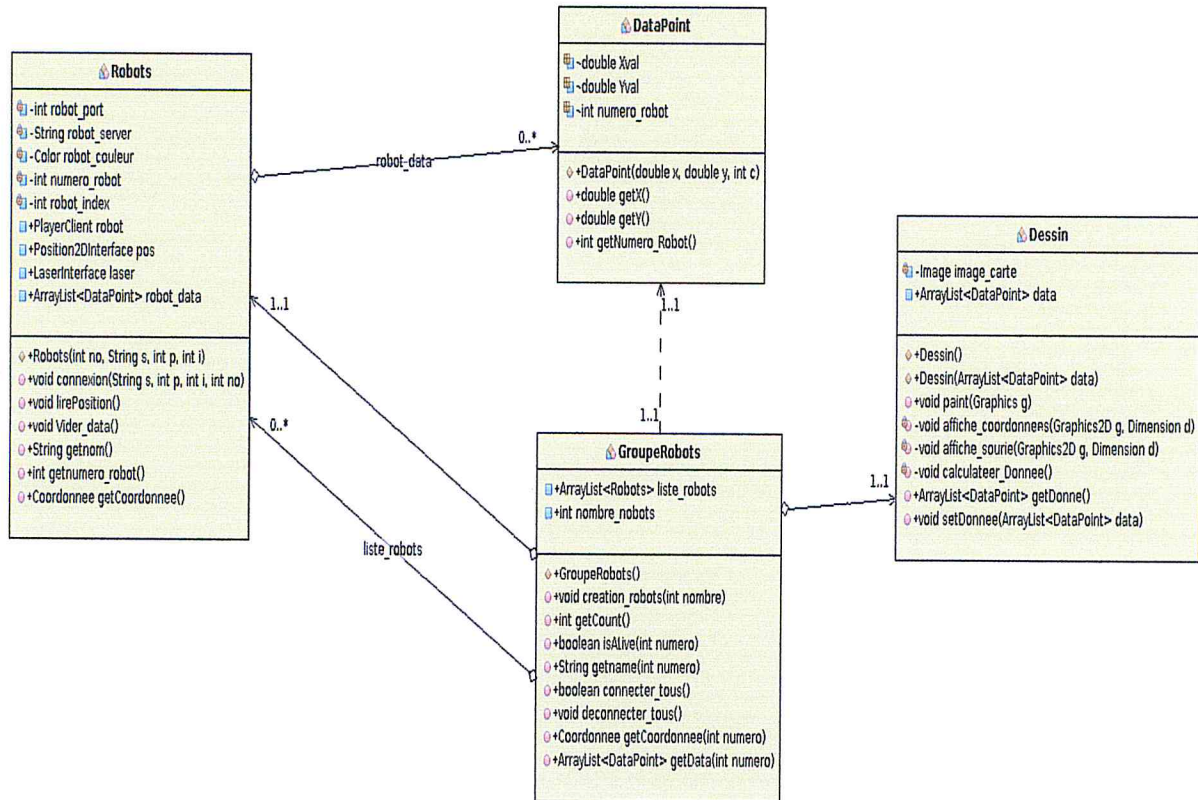 Robots
-int robot_port
-String robot_server
-Color robot_couleur
-int numero_robot
-int robot_index
+PlayerClient robot
+Position2DInterface pos
+LaserInterface laser
+ArrayList<DataPoint> robot_data
+Robots(int no, String s, int p, int i)
+void connexion(String s, int p, int i, int no)
+void lirePosition()
+void Vider_data()
+String getnom()
+int getnumero_robot()
+Coordonnee getCoordonnee()
DataPoint
~double Xval
~double Yval
~int numero_robot
+DataPoint(double x, double y, int c)
+double getX()
+double getY()
+int getNumero_Robot()
Dessin
-Image image_carte
+ArrayList<DataPoint> data
+Dessin()
+Dessin(ArrayList<DataPoint> data)
+void paint(Graphics g)
-void affiche_coordonnees(Graphics2D g, Dimension d)
-void affiche_sourie(Graphics2D g, Dimension d)
-void calculateer_Donnee()
+ArrayList<DataPoint> getDonne()
+void setDonnee(ArrayList<DataPoint> data)
GroupeRobots
+ArrayList<Robots> liste_robots
+int nombre_nobots
+GroupeRobots()
+void creation_robots(int nombre)
+int getCount()
+boolean isAlive(int numero)
+String getname(int numero)
+boolean connecter_tous()
+void deconnecter_tous()
+Coordonnee getCoordonnee(int numero)
+ArrayList<DataPoint> getData(int numero)
robot_data
0..*
1..1
0..*
liste_robots
1..1
1..1
1..1